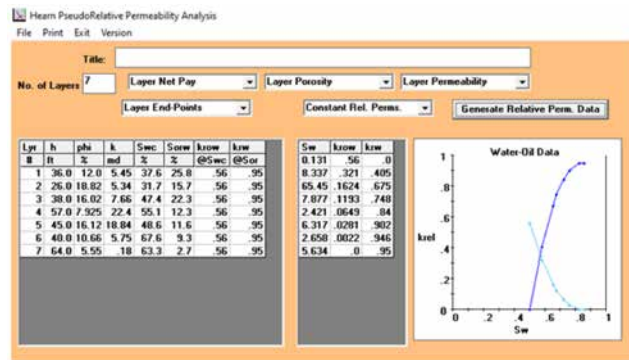 Hearn PseudoRelative Permeability Analysis
File Print Exit Version
Title:
No. of Layers 7 Layer Net Pay Layer Porosity Layer Permeability
Layer End-Points Constant Rel. Perms. Generate Relative Perm. Data
Lyr h phi k Swc Sorw krow krw
# ft % md % % @Swc @Sor
1 36.0 12.0 5.45 37.6 25.8 .56 .95
2 26.0 18.82 5.34 31.7 15.7 .56 .95
3 38.0 16.02 7.66 47.4 22.3 .56 .95
4 57.0 7.925 22.4 55.1 12.3 .56 .95
5 45.0 16.12 18.84 48.6 11.6 .56 .95
6 40.0 10.66 5.75 67.6 9.3 .56 .95
7 64.0 5.55 .18 63.3 2.7 .56 .95
Sw krow krw
0.131 .56 .0
8.337 .321 .405
65.45 .1624 .675
7.877 .1193 .748
2.421 .0649 .84
6.317 .0281 .902
2.658 .0022 .946
5.634 .0 .95
Water-Oil Data
1
.8
.6
krel
.4
.2
0
0 .2 .4 .6 .8 1
Sw